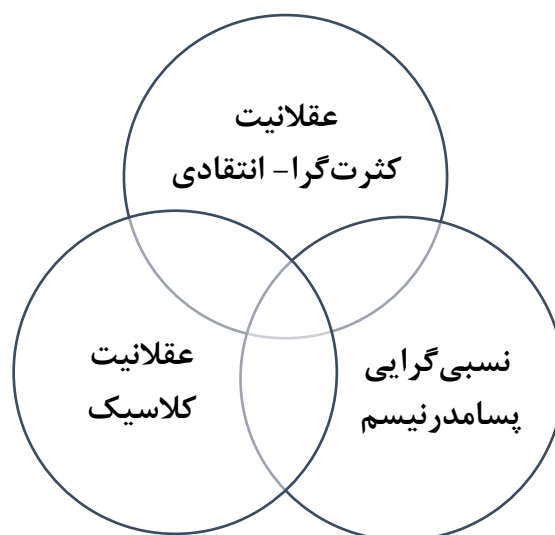 عقلانیت
کثرت‌گرا- انتقادی
عقلانیت
کلاسیک
نسبی‌گرایی
پسامدرنیسم